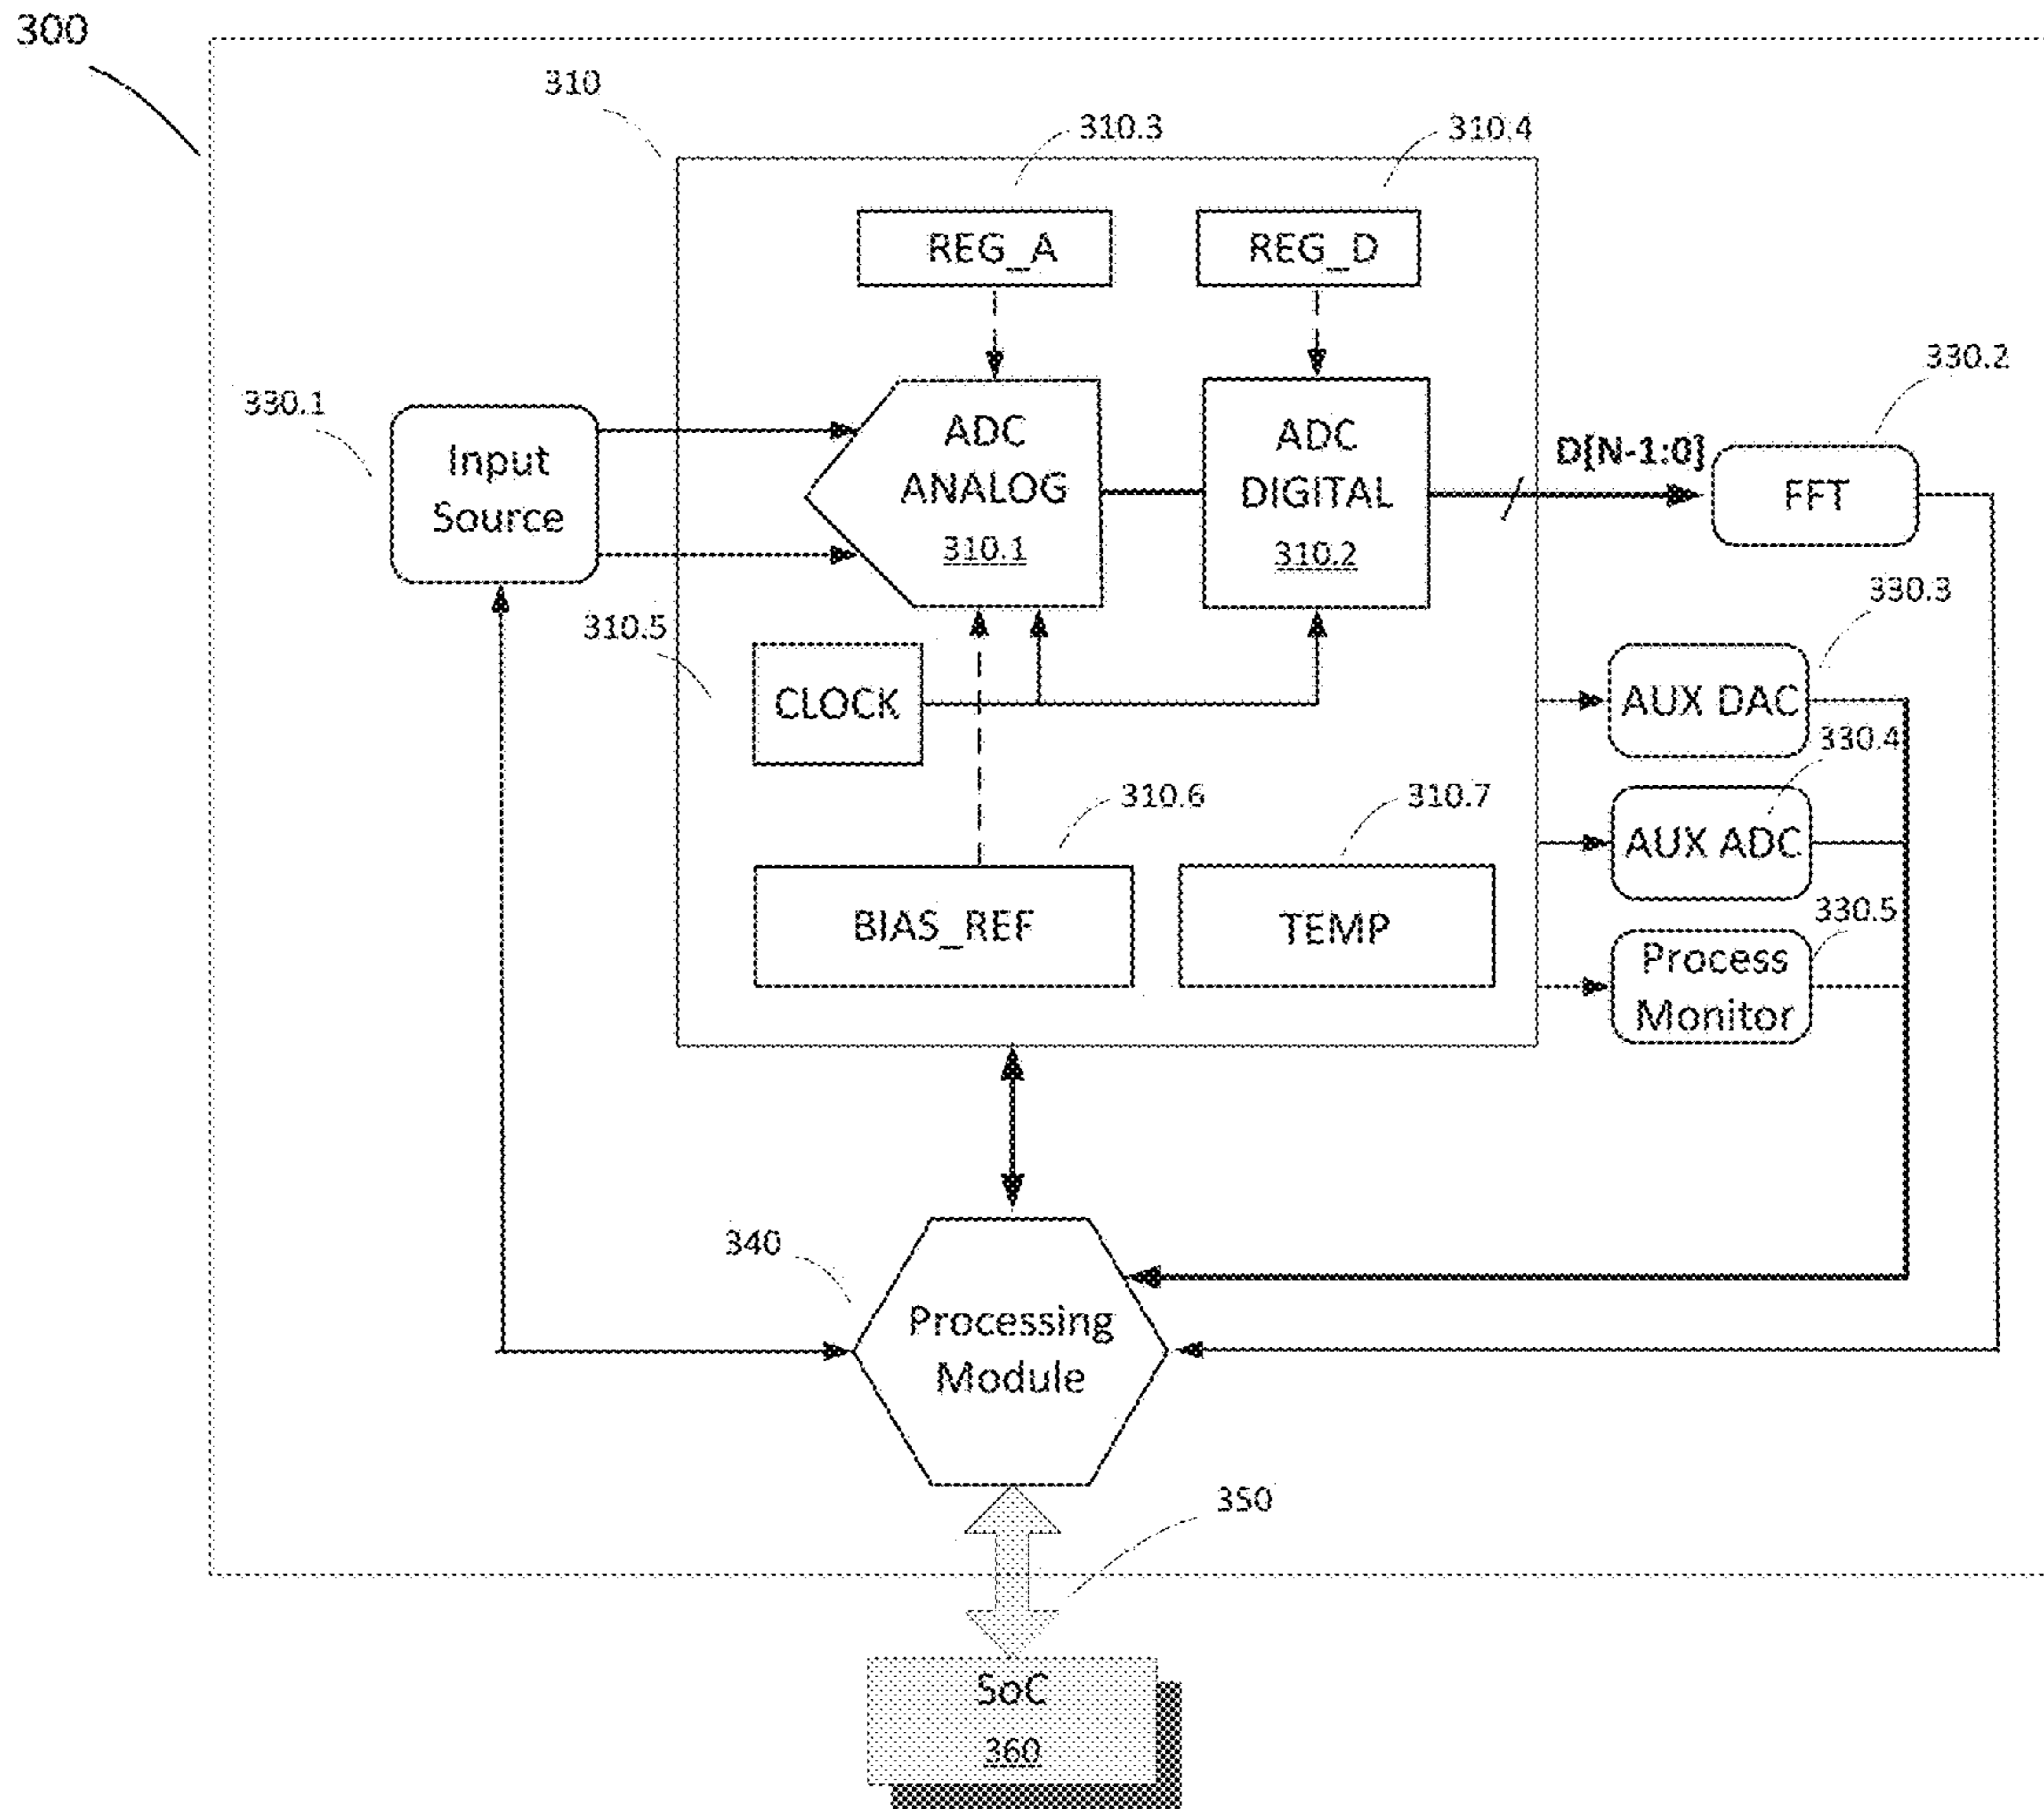 300
310
310.3
310.4
REG_A
REG_D
330.1
Input
Source
ADC
ANALOG
310.1
ADC
DIGITAL
310.2
D[N-1:0]
330.2
FFT
310.5
CLOCK
330.3
AUX DAC
330.4
AUX ADC
310.6
BIAS_REF
310.7
TEMP
330.5
Process
Monitor
340
Processing
Module
350
SoC
360